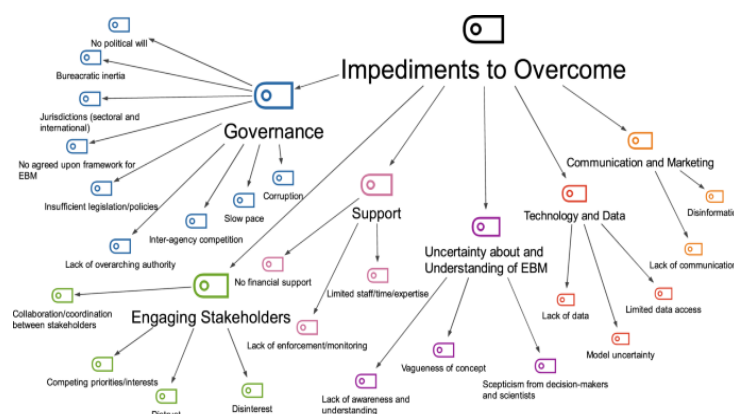 Impediments to Overcome
No political will
Bureacratic inertia
Jurisdictions (sectoral and
international)
No agreed upon framework for
EBM
Insufficient legislation/policies
Lack of overarching authority
Governance
Inter-agency competition
Slow pace
Corruption
Engaging Stakeholders
Collaboration/coordination
between stakeholders
Competing priorities/interests
Distrust
Disinterest
Support
No financial support
Lack of enforcement/monitoring
Limited staff/time/expertise
Uncertainty about and
Understanding of EBM
Lack of awareness and
understanding
Vagueness of concept
Scepticism from decision-makers
and scientists
Technology and Data
Lack of data
Model uncertainty
Limited data access
Communication and Marketing
Lack of communication
Disinformatio